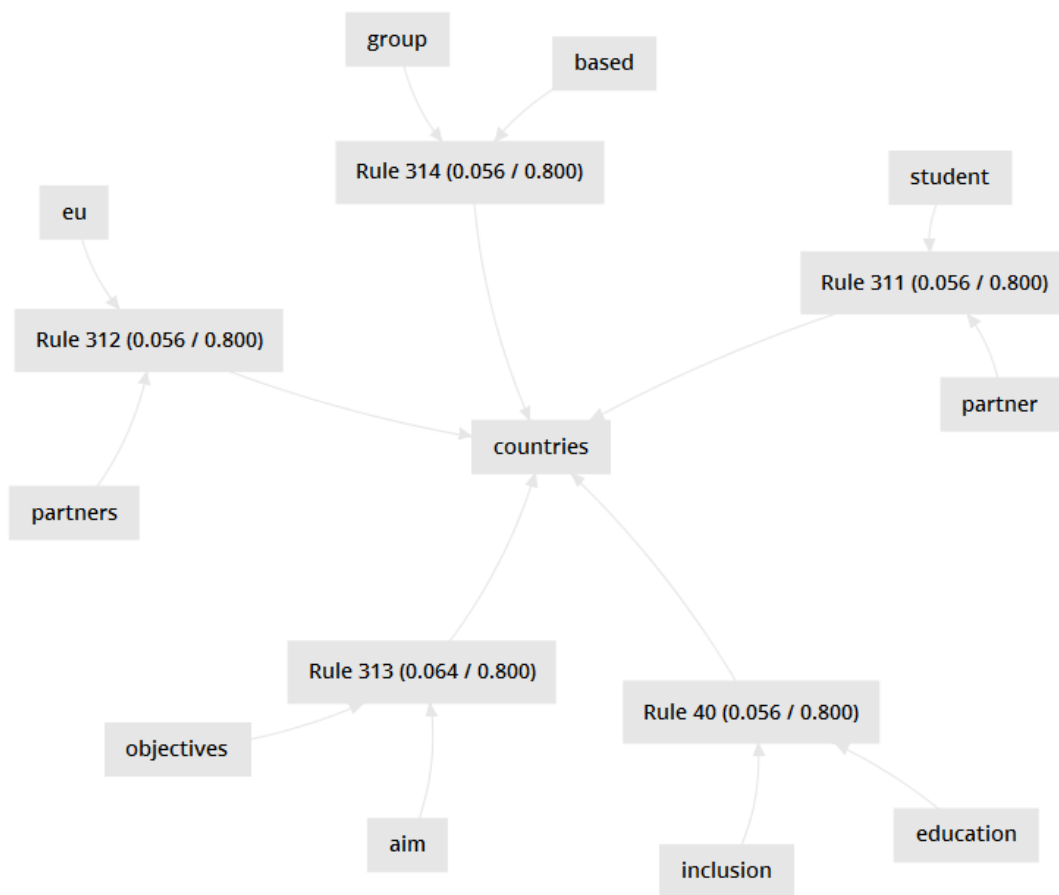 group
based
Rule 314 (0.056 / 0.800)
student
eu
Rule 311 (0.056 / 0.800)
Rule 312 (0.056 / 0.800)
partner
countries
partners
Rule 313 (0.064 / 0.800)
Rule 40 (0.056 / 0.800)
objectives
education
aim
inclusion